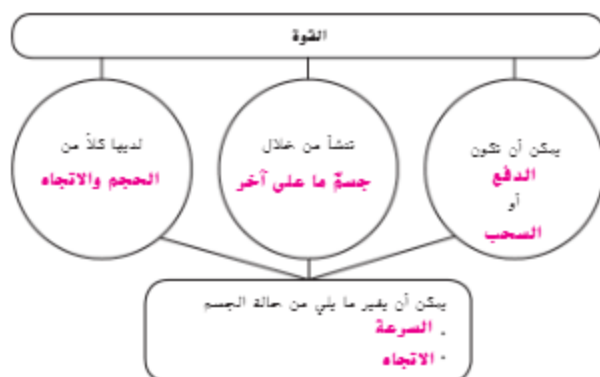 القوة
يمكن أن تكون
الدفع
أو
السحب
تنشأ من خلال
جسمٌ ما على آخر
لديها كلاً من
الحجم والاتجاه
يمكن أن يغير ما يلي من حالة الجسم
. السرعة
. الاتجاه